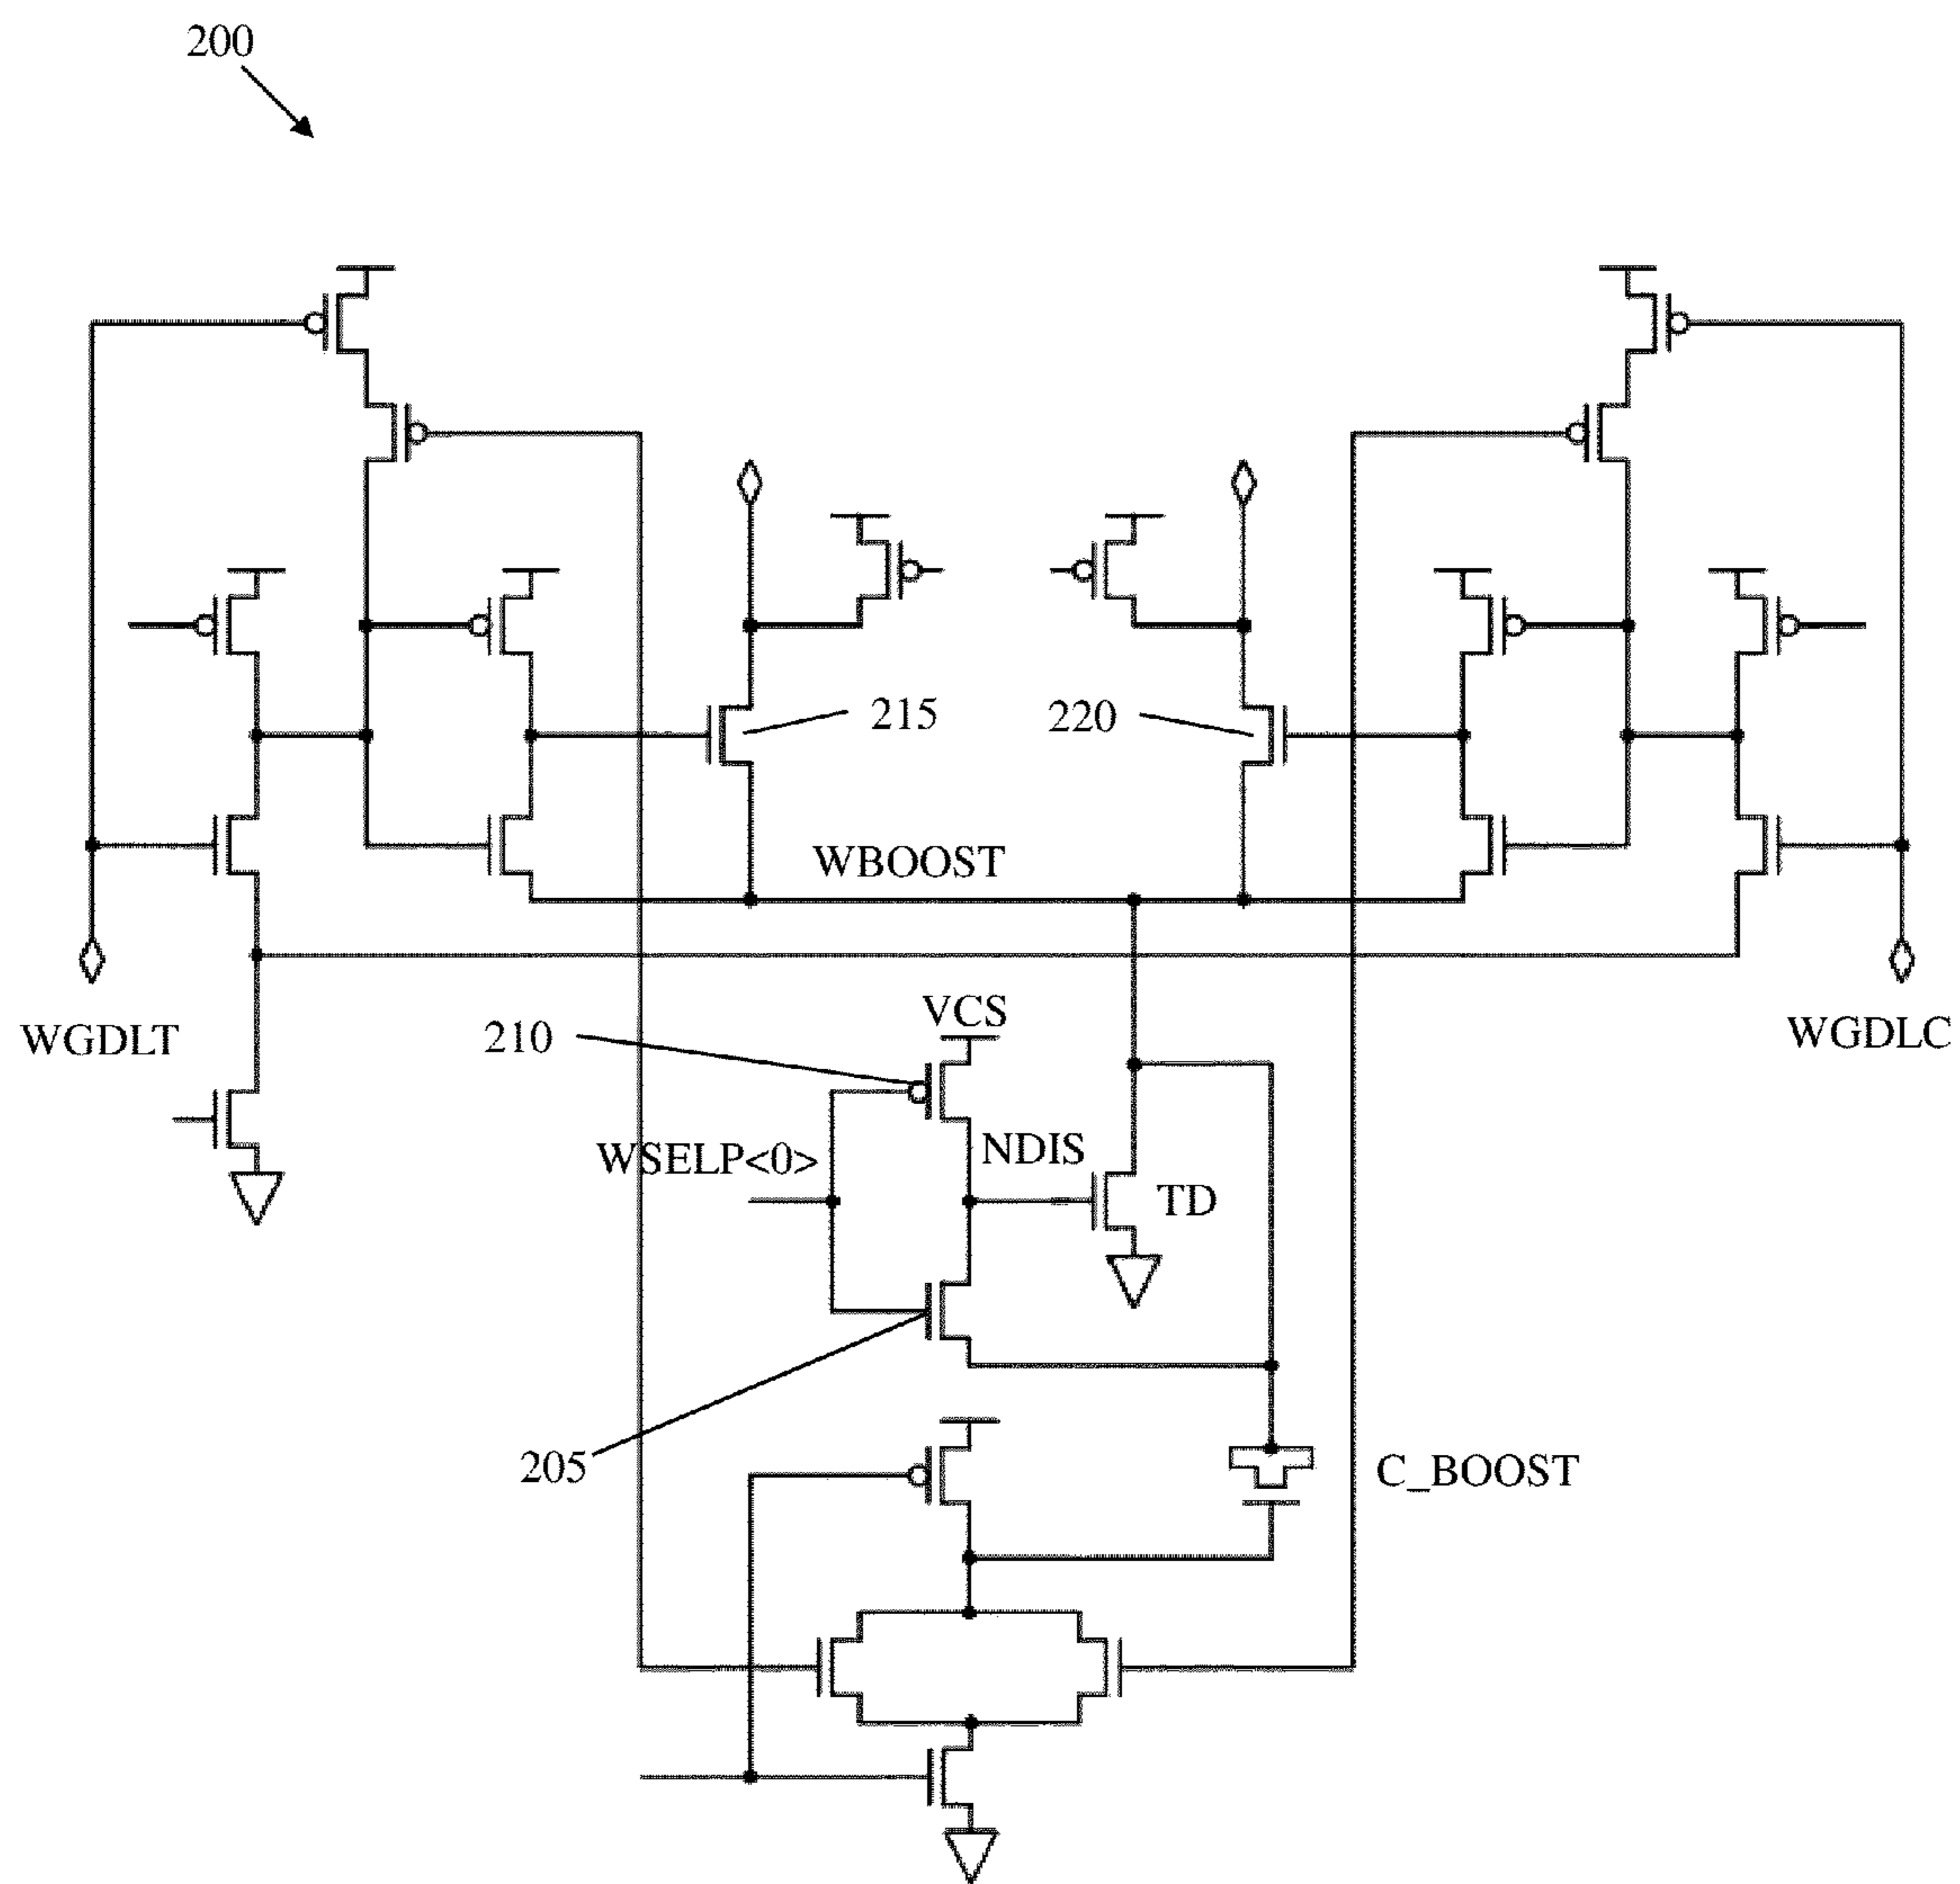 200
215
220
WBOOST
VCS
210
WGDLT
WGDLC
WSELP<0>
NDIS
TD
205
C_BOOST